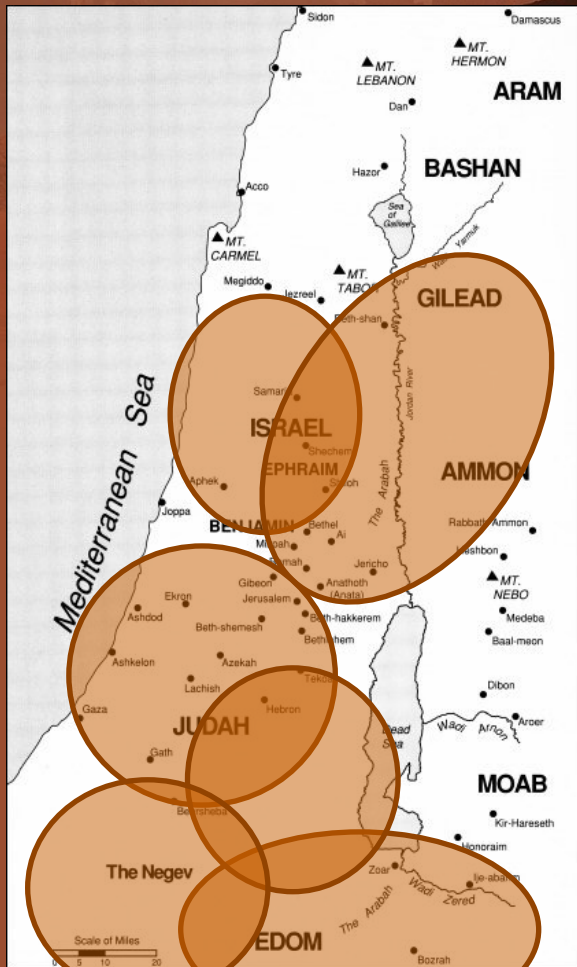 Sidon
Damascus
MT.
HERMON
MT.
LEBANON
Tyre
ARAM
Dan
BASHAN
Hazor
Acco
Sea
of
Galilee
Wadi Yarmuk
MT.
CARMEL
MT.
TABOR
Megiddo
Jezreel
GILEAD
Beth-shan
Mediterranean Sea
Samaria
Jordan River
ISRAEL
Shechem
EPHRAIM
AMMON
Aphek
Shiloh
The Arabah
Joppa
BENJAMIN
Bethel
Rabbath-Ammon
Mizpah
Ai
Heshbon
Ramah
Jericho
Gibeon
MT.
NEBO
Anathoth
(Anata)
Jerusalem
Ekron
Ashdod
Beth-hakkerem
Medeba
Beth-shemesh
Bethlehem
Baal-meon
Ashkelon
Azekah
Tekoa
Lachish
Dibon
Hebron
Gaza
JUDAH
Aroer
Wadi Arnon
Dead
Sea
Gath
MOAB
Beersheba
Kir-Hareseth
Honoraim
The Negev
Zoar
Ije-abarim
The Arabah
Wadi Zered
Scale of Miles
EDOM
Bozrah
0 5 10 20